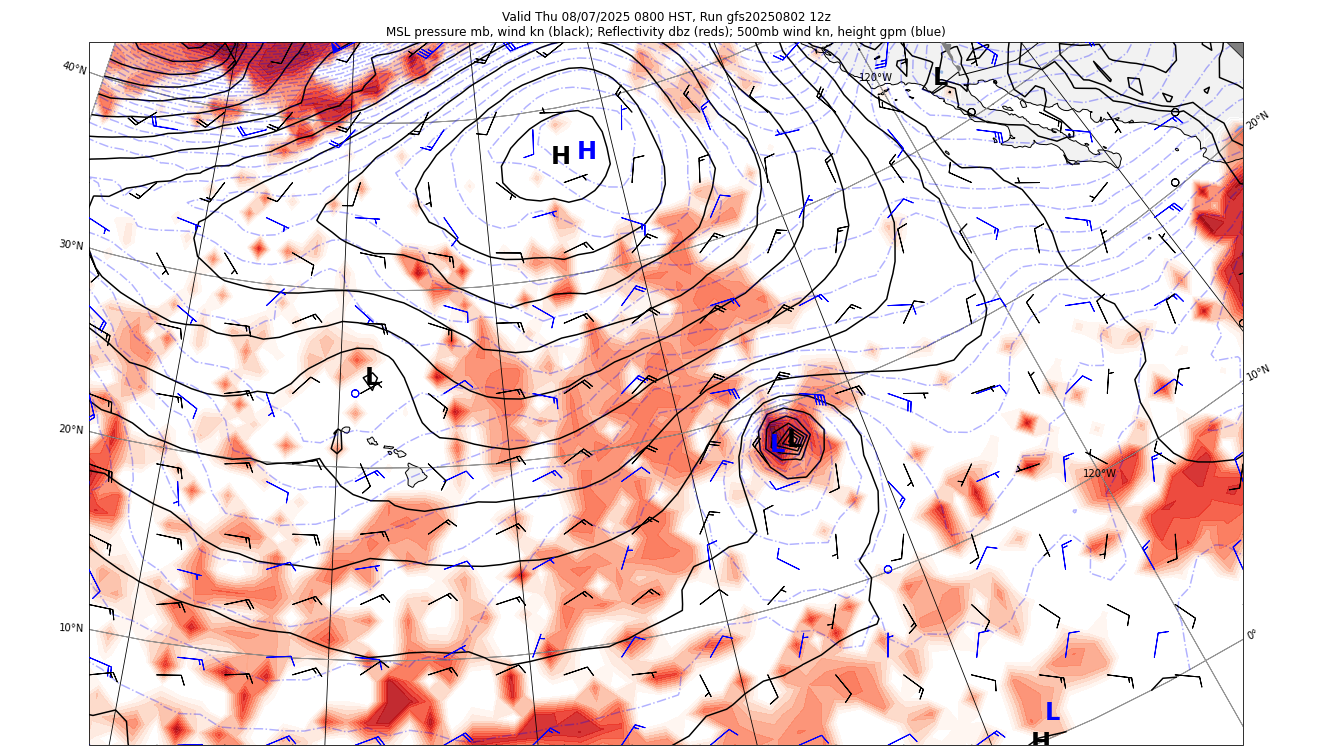 Valid Thu 08/07/2025 0800 HST, Run gfs20250802 12z
MSL pressure mb, wind kn (black); Reflectivity dbz (reds); 500mb wind kn, height gpm (blue)
40°N
120°W
L
20°N
H H
30°N
L
10°N
20°N
L L
120°W
10°N
0°
L
H